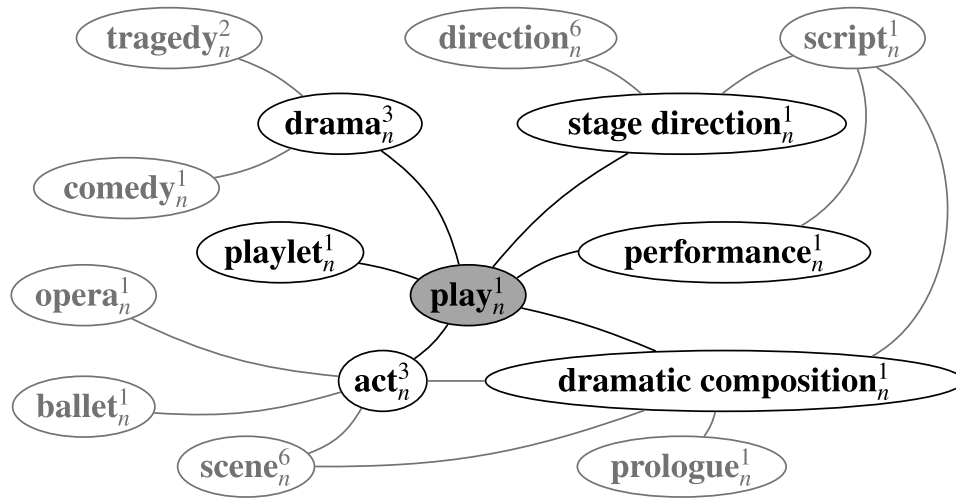 tragedy²ₙ
direction⁶ₙ
script¹ₙ
drama³ₙ
stage direction¹ₙ
comedy¹ₙ
playlet¹ₙ
performance¹ₙ
opera¹ₙ
play¹ₙ
act³ₙ
dramatic composition¹ₙ
ballet¹ₙ
scene⁶ₙ
prologue¹ₙ